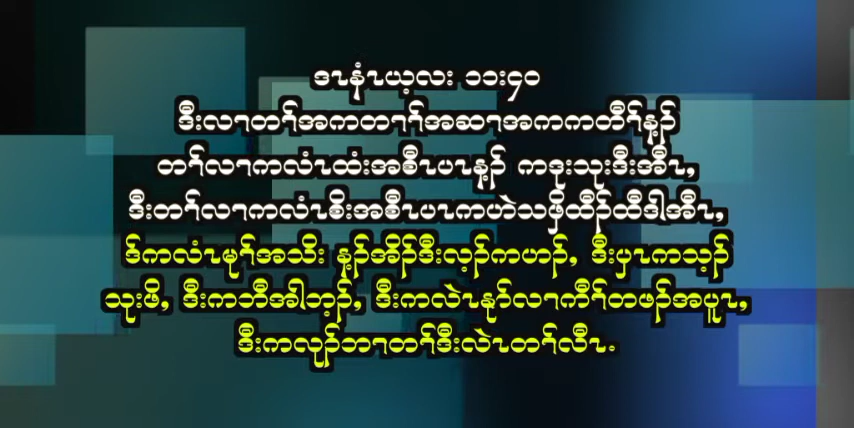 ဒၤနံၤယ့လး ၁၁း၄၀
ဒီးလၢတၢ်အကတၢၢ်အဆၢအကကတီၢ်န့ၣ်
တၢ်လၢကလံၤထံးအစီၤပၤန့ၣ် ကဒုးသုးဒီးအီၤ,
ဒီးတၢ်လၢကလံၤစိးအစီၤပၤကဟဲသဖှိထီၣ်ထီဒါအီၤ,
ဒ်ကလံၤမုၢ်အသိး န့ၣ်အိၣ်ဒီးလ့ၣ်ကဟၣ်, ဒီးပှၤကသ့ၣ်
သုးဖိ, ဒီးကဘီအါဘ့ၣ်, ဒီးကလဲၤနုာ်လၢကီၢ်တဖၣ်အပူၤ,
ဒီးကလုၣ်ဘၢတၢ်ဒီးလဲၤတၢ်လီၤ.